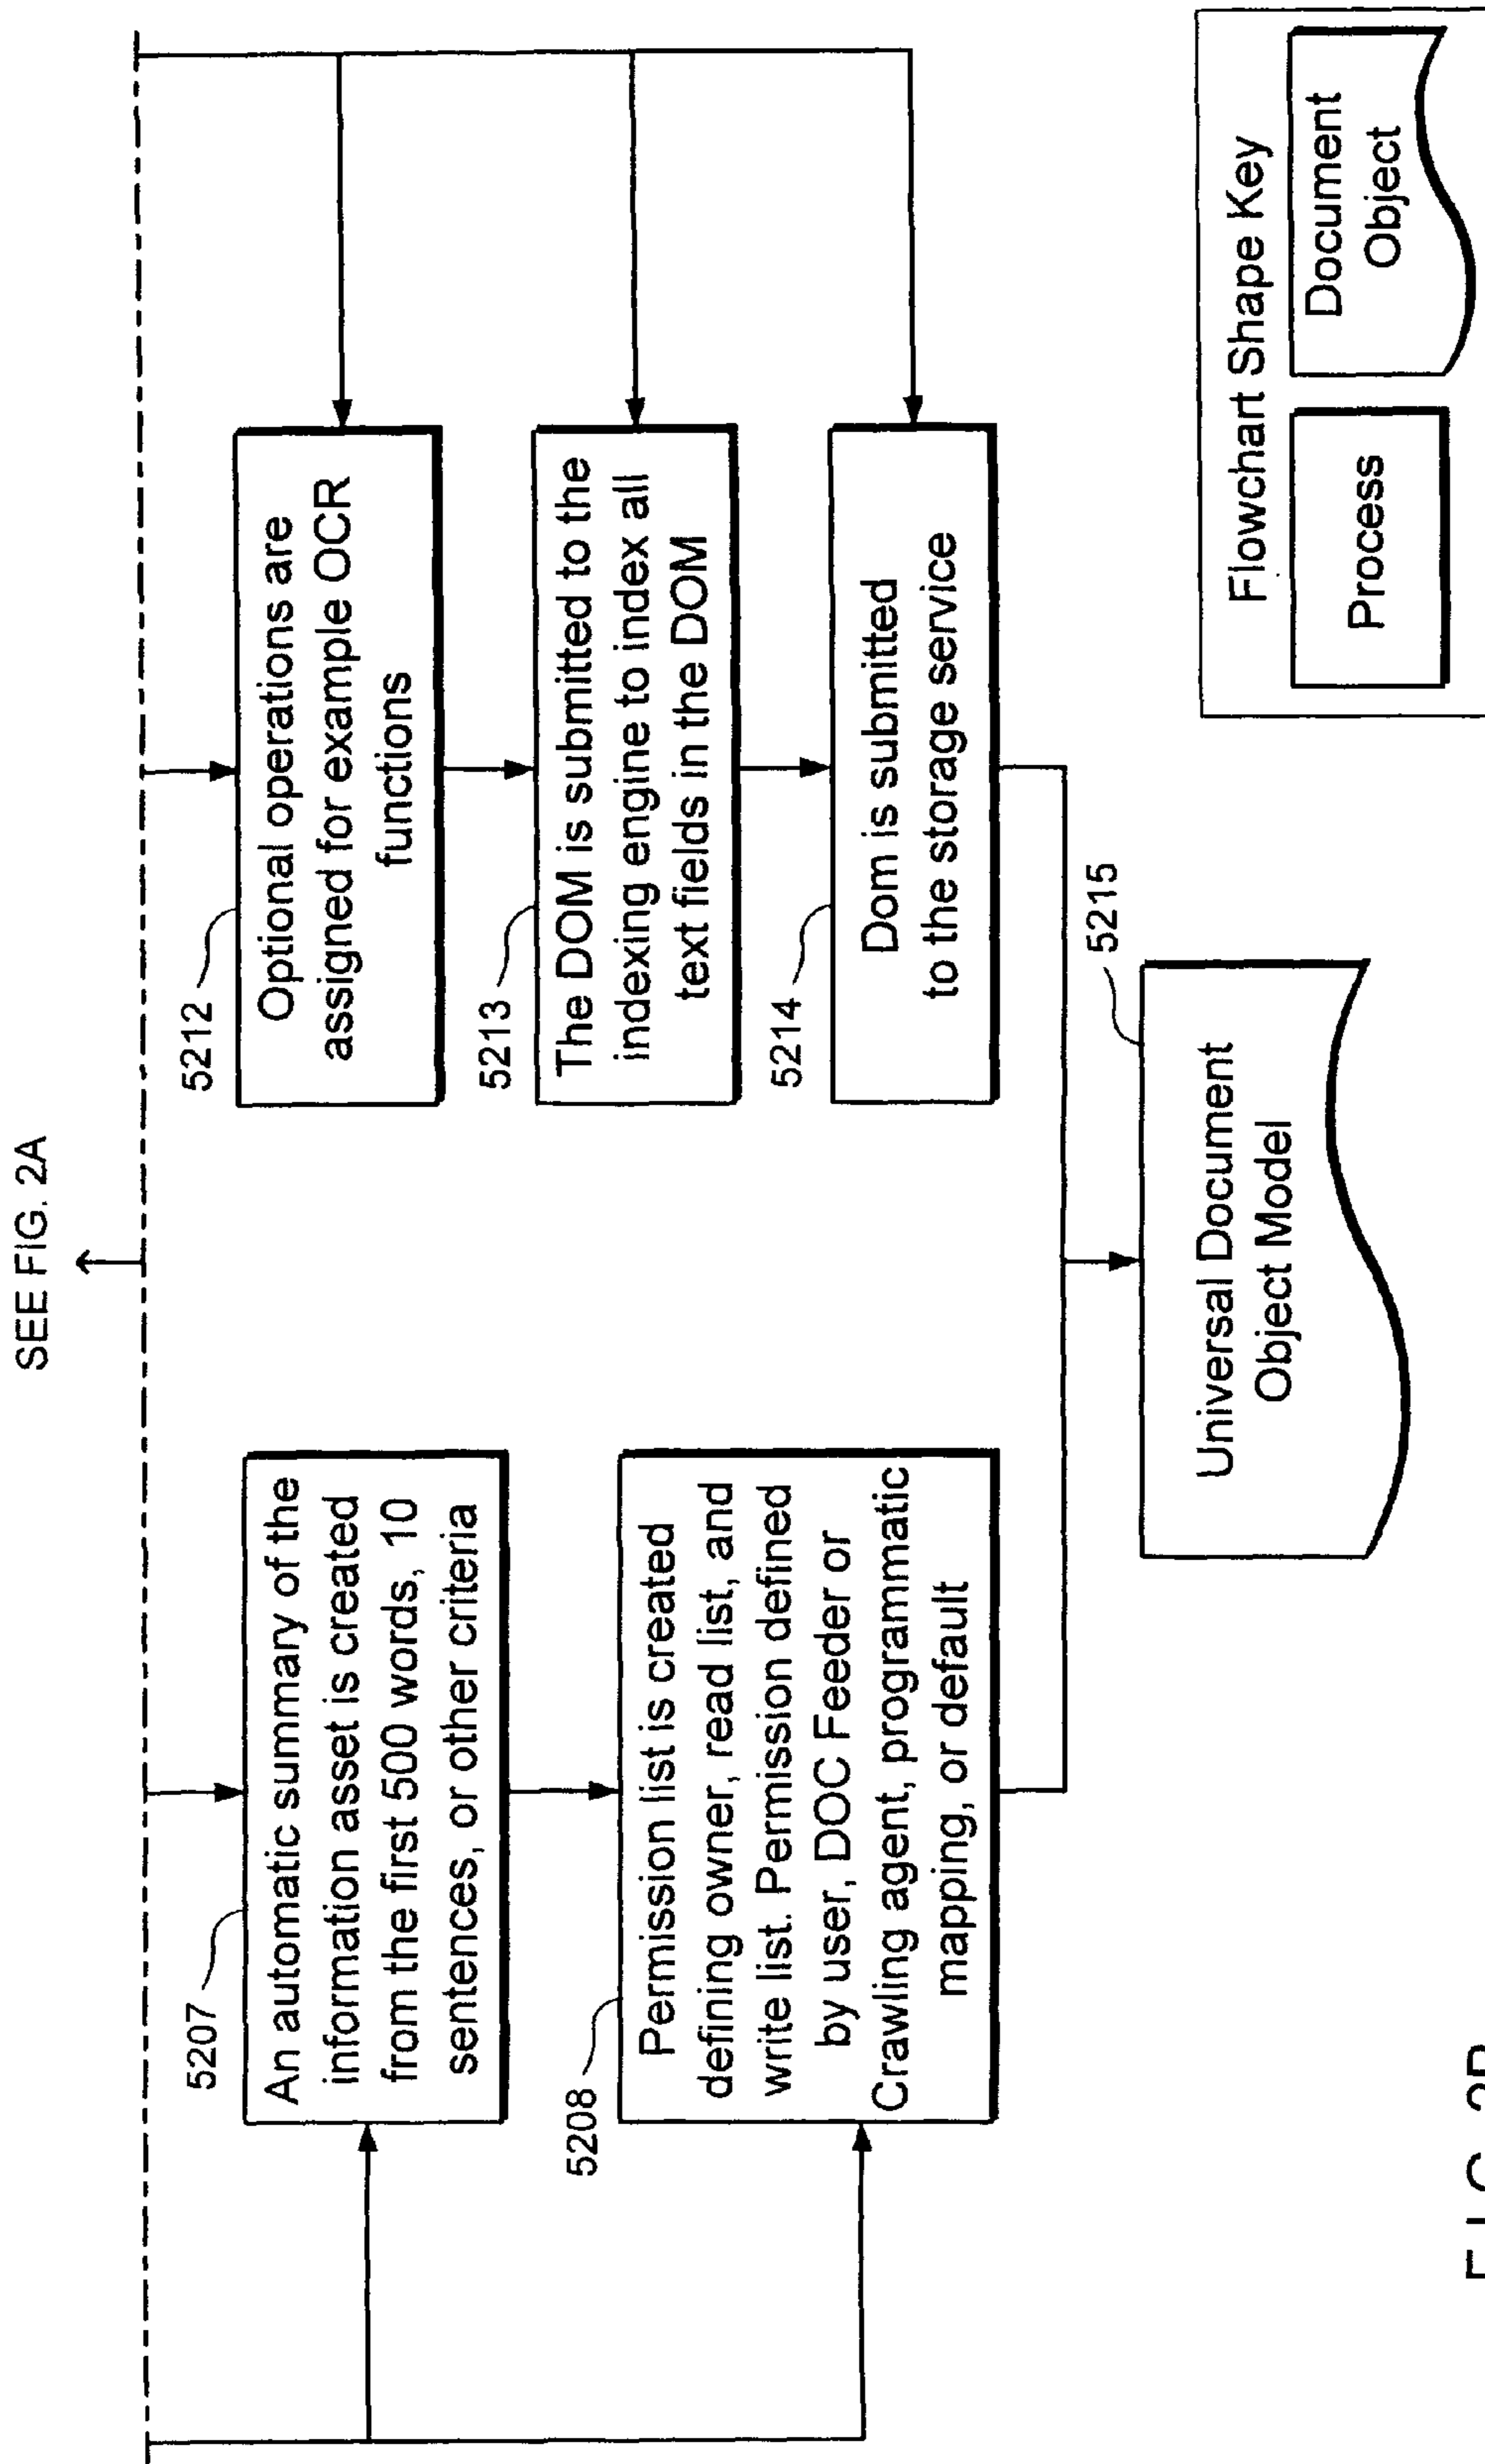 SEE FIG. 2A
5207
An automatic summary of the
information asset is created
from the first 500 words, 10
sentences, or other criteria
5208
Permission list is created
defining owner, read list, and
write list. Permission defined
by user, DOC Feeder or
Crawling agent, programmatic
mapping, or default
5212
Optional operations are
assigned for example OCR
functions
5213
The DOM is submitted to the
indexing engine to index all
text fields in the DOM
5214
Dom is submitted
to the storage service
5215
Universal Document
Object Model
Flowchart Shape Key
Process
Document
Object